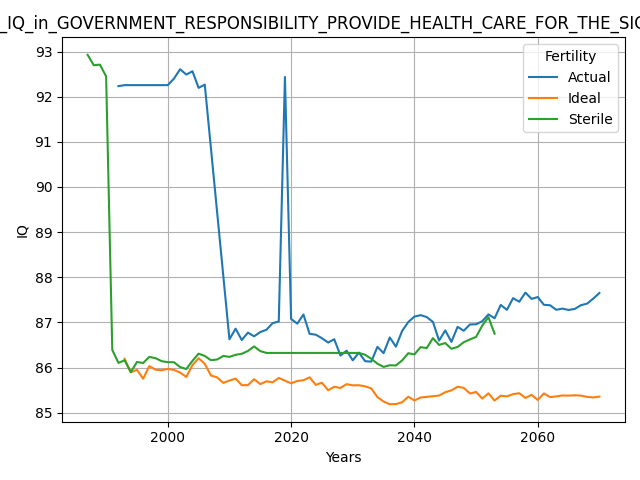 _IQ_in_GOVERNMENT_RESPONSIBILITY_PROVIDE_HEALTH_CARE_FOR_THE_SIC
93
92
91
90
89
88
87
86
85
IQ
2000 2020 2040 2060
Years
Fertility
Actual
Ideal
Sterile